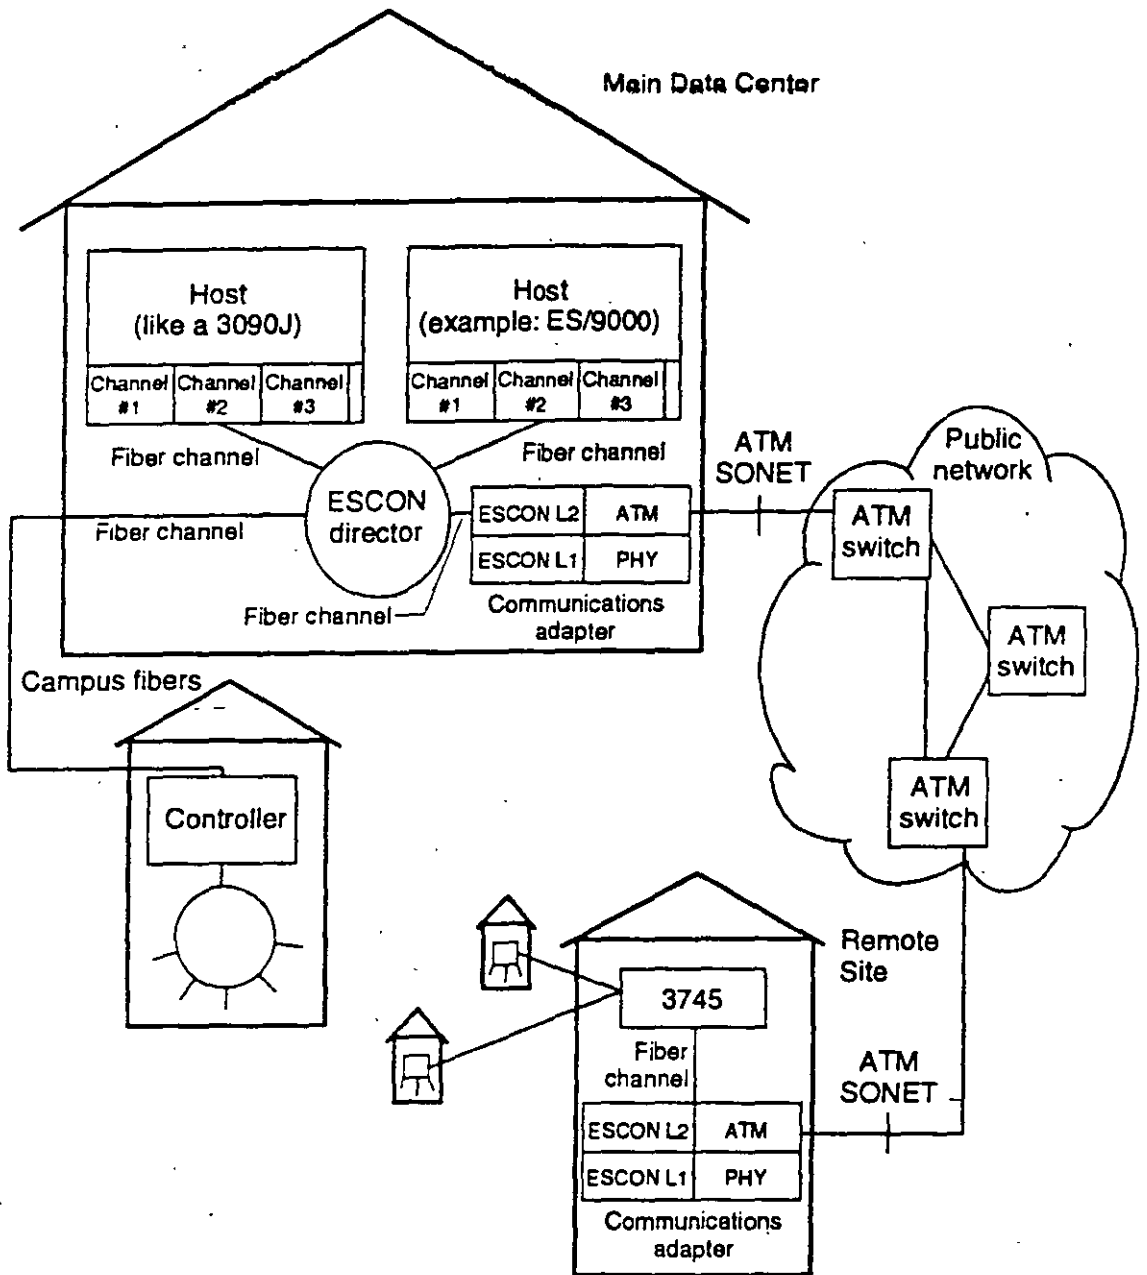 Main Data Center
Host
(like a 3090J)
Host
(example: ES/9000)
Channel
#1
Channel
#2
Channel
#3
Channel
#1
Channel
#2
Channel
#3
Fiber channel
Fiber channel
ATM
SONET
Public
network
ESCON
director
Fiber channel
ESCON L2
ATM
ESCON L1
PHY
ATM
switch
Fiber channel
Communications
adapter
ATM
switch
Campus fibers
ATM
switch
Controller
Remote
Site
3745
Fiber
channel
ATM
SONET
ESCON L2
ATM
ESCON L1
PHY
Communications
adapter